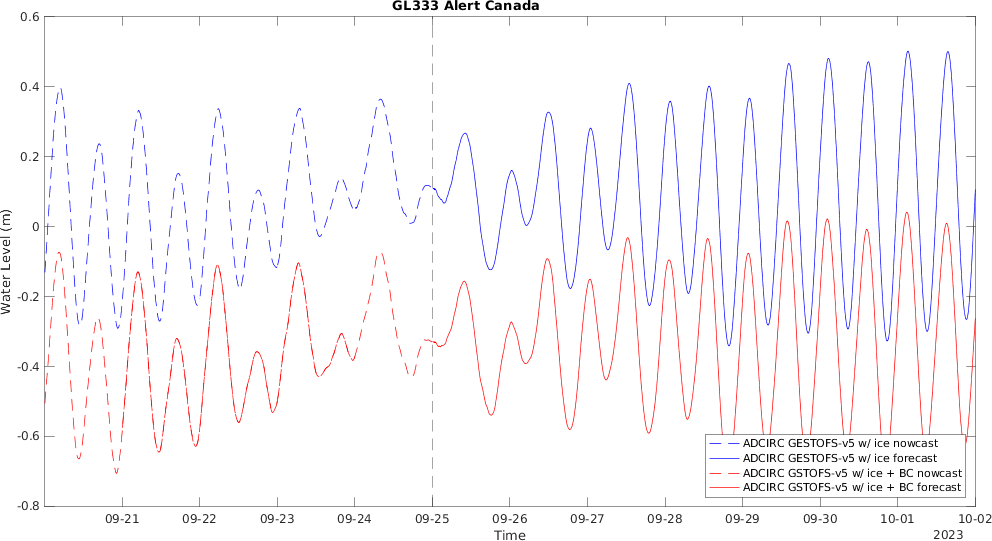 GL333 Alert Canada
0.6
0.4
0.2
0
-0.2
-0.4
-0.6
-0.8
Water Level (m)
ADCIRC GESTOFS-v5 w/ ice nowcast
ADCIRC GESTOFS-v5 w/ ice forecast
ADCIRC GSTOFS-v5 w/ ice + BC nowcast
ADCIRC GSTOFS-v5 w/ ice + BC forecast
09-21 09-22 09-23 09-24 09-25 09-26 09-27 09-28 09-29 09-30 10-01 10-02
Time
2023